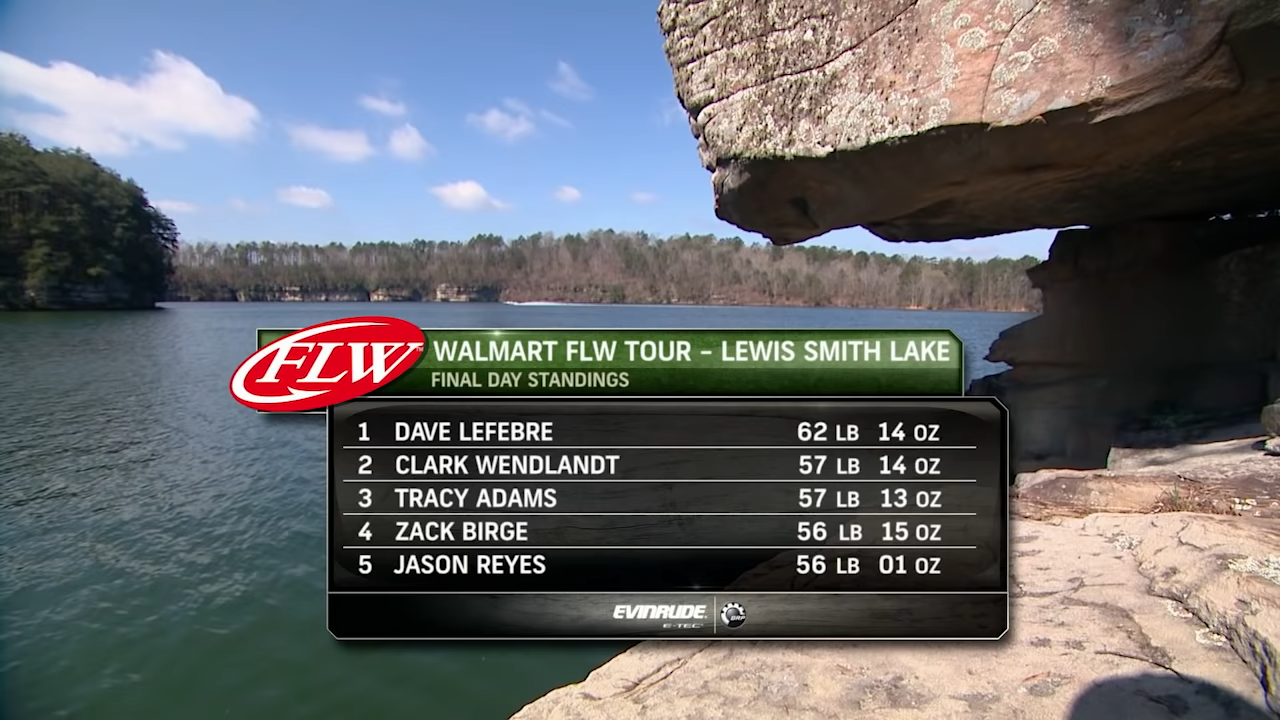 FLW
WALMART FLW TOUR – LEWIS SMITH LAKE
FINAL DAY STANDINGS
1 DAVE LEFEBRE 62 LB 14 OZ
2 CLARK WENDLANDT 57 LB 14 OZ
3 TRACY ADAMS 57 LB 13 OZ
4 ZACK BIRGE 56 LB 15 OZ
5 JASON REYES 56 LB 01 OZ
EVINRUDE
E-TEC
BRP